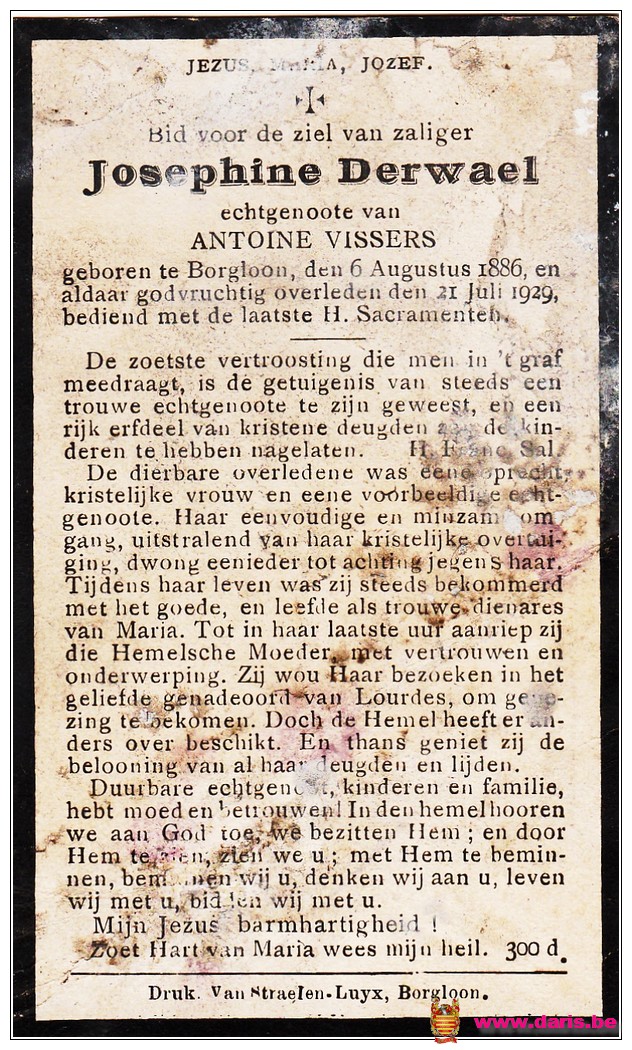 JEZUS, MARIA, JOZEF.
Bid voor de ziel van zaliger
Josephine Derwael
echtgenoote van
ANTOINE VISSERS
geboren te Borgloon, den 6 Augustus 1886, en
aldaar godvruchtig overleden den 21 Juli 1929,
bediend met de laatste H. Sacramenten.
De zoetste vertroosting die men in 't graf
meedraagt, is de getuigenis van steeds een
trouwe echtgenoote te zijn geweest, en een
rijk erfdeel van kristene deugden aan de kin-
deren te hebben nagelaten. H. Franc. Sal.
De dierbare overledene was eene oprecht
kristelijke vrouw en eene voorbeeldige echt-
genoote. Haar eenvoudige en minzam om
gang, uitstralend van haar kristelijke overtui-
ging, dwong eenieder tot achting jegens haar.
Tijdens haar leven was zij steeds bekommerd
met het goede, en leefde als trouwe dienares
van Maria. Tot in haar laatste uur aanriep zij
die Hemelsche Moeder, met vertrouwen en
onderwerping. Zij wou Haar bezoeken in het
geliefde genadeoord van Lourdes, om gene-
zing te bekomen. Doch de Hemel heeft er an-
ders over beschikt. En thans geniet zij de
belooning van al haar deugden en lijden.
Duurbare echtgenoot, kinderen en familie,
hebt moed en betrouwen! In den hemel hooren
we aan God toe, we bezitten Hem; en door
Hem te zien, zien we u; met Hem te bemin-
nen, beminnen wij u, denken wij aan u, leven
wij met u, bidden wij met u.
Mijn Jezus barmhartigheid !
Zoet Hart van Maria wees mijn heil. 300 d.
Druk. Van Straelen-Luyx, Borgloon.
www.daris.be